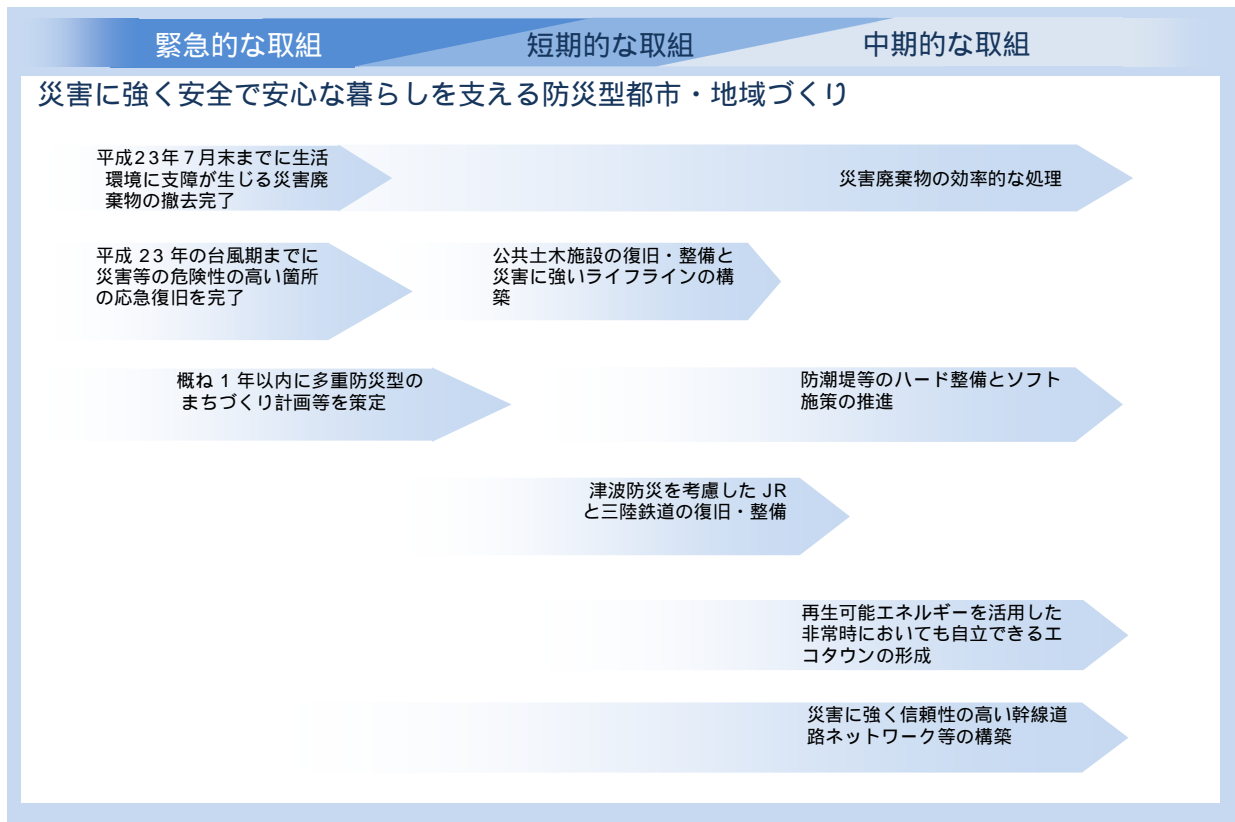 緊急的な取組
短期的な取組
中期的な取組
災害に強く安全で安心な暮らしを支える防災型都市・地域づくり
平成23年7月末までに生活
環境に支障が生じる災害廃
棄物の撤去完了
災害廃棄物の効率的な処理
平成 23 年の台風期までに
災害等の危険性の高い箇所
の応急復旧を完了
公共土木施設の復旧・整備と
災害に強いライフラインの構
築
概ね 1 年以内に多重防災型の
まちづくり計画等を策定
防潮堤等のハード整備とソフト
施策の推進
津波防災を考慮した JR
と三陸鉄道の復旧・整備
再生可能エネルギーを活用した
非常時においても自立できるエ
コタウンの形成
災害に強く信頼性の高い幹線道
路ネットワーク等の構築